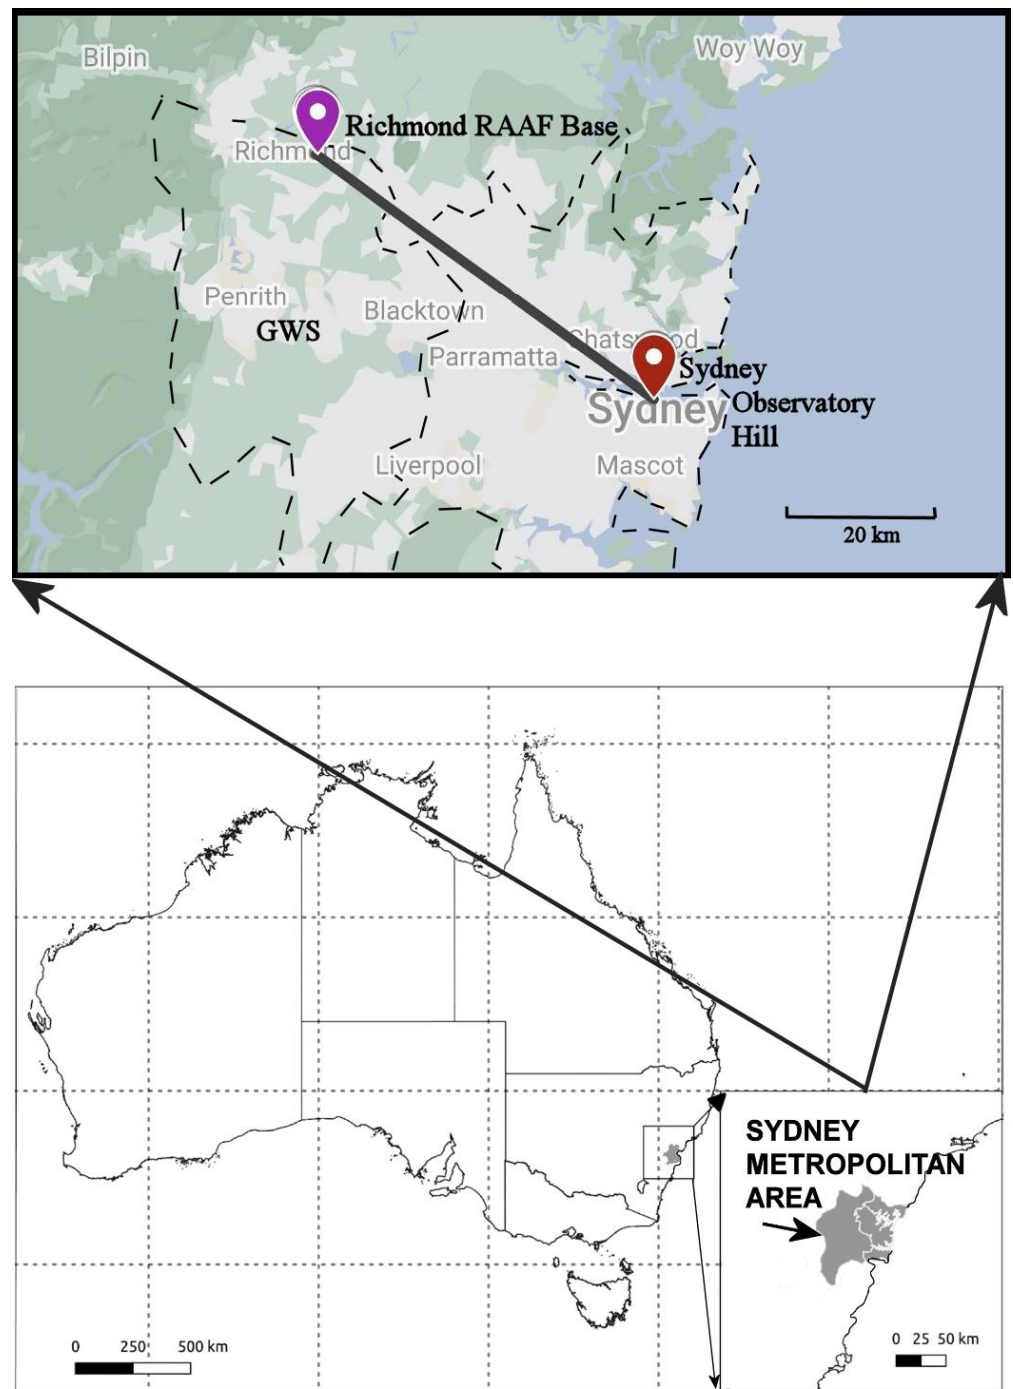 Bilpin
Woy Woy
Richmond RAAF Base
Richmond
Penrith
GWS
Blacktown
Chatswood
Parramatta
Sydney
Sydney
Observatory
Hill
Liverpool
Mascot
20 km
SYDNEY
METROPOLITAN
AREA
0 250 500 km
0 25 50 km